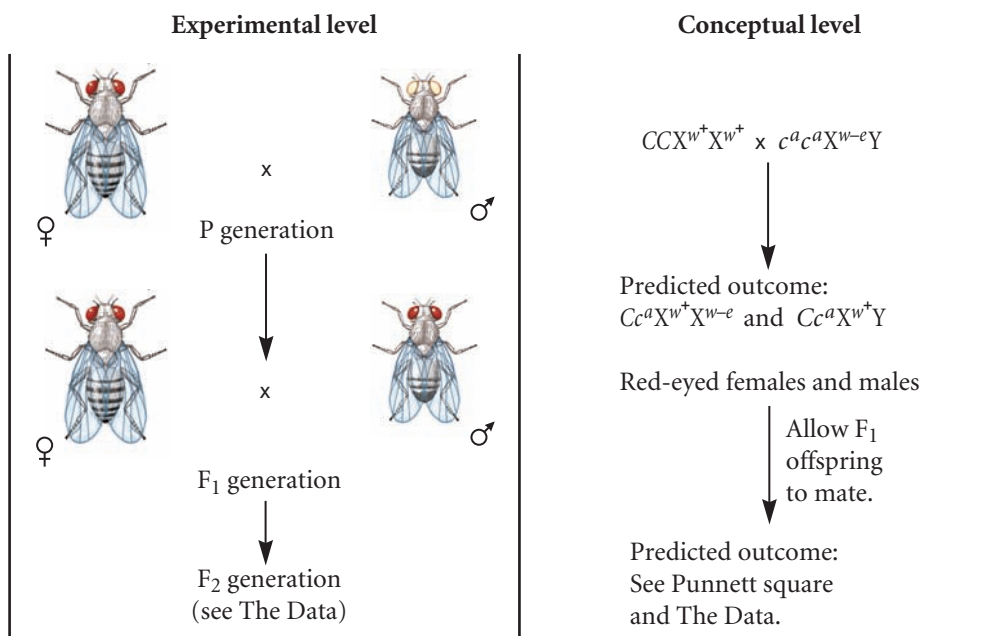 Experimental level
x
♀
♂
P generation
x
♀
♂
F₁ generation
F₂ generation
(see The Data)
Conceptual level
CCXʷ⁺Xʷ⁺ x cᵃcᵃXʷ⁻ᵉY
Predicted outcome:
CcᵃXʷ⁺Xʷ⁻ᵉ and CcᵃXʷ⁺Y
Red-eyed females and males
Allow F₁
offspring
to mate.
Predicted outcome:
See Punnett square
and The Data.